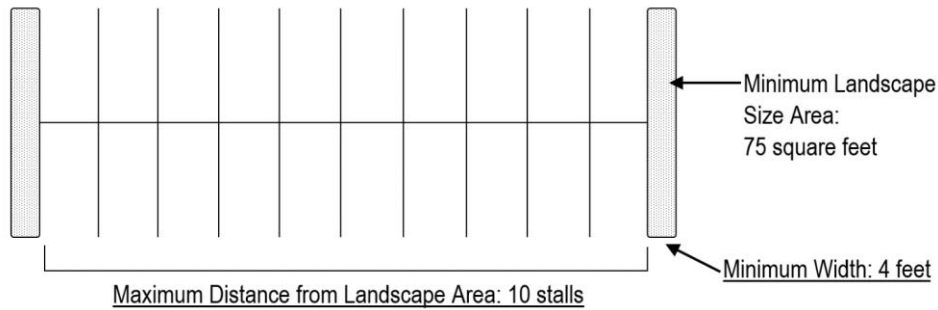 Minimum Landscape
Size Area:
75 square feet
Minimum Width: 4 feet
Maximum Distance from Landscape Area: 10 stalls